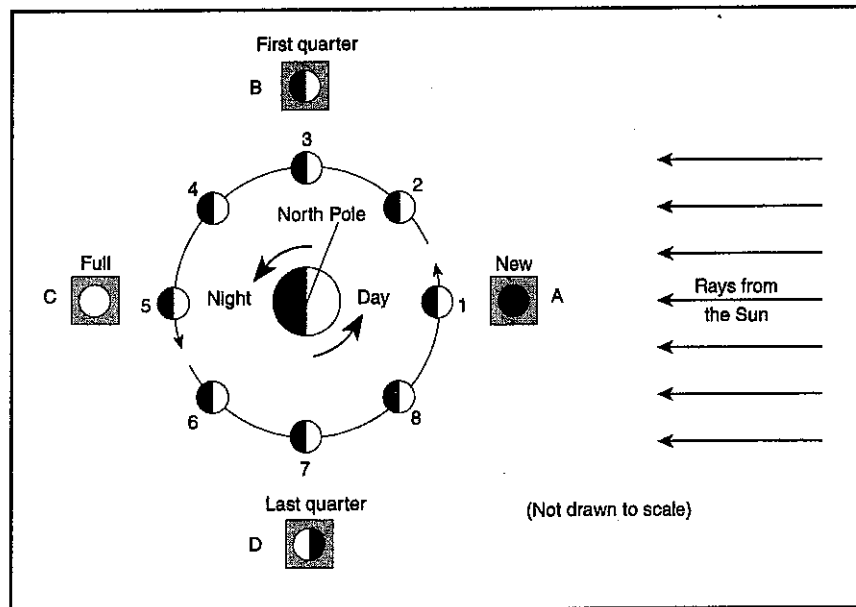 First quarter
B
3
4
2
North Pole
Full
New
C
5
Night
Day
1
A
Rays from
the Sun
6
8
7
Last quarter
D
(Not drawn to scale)